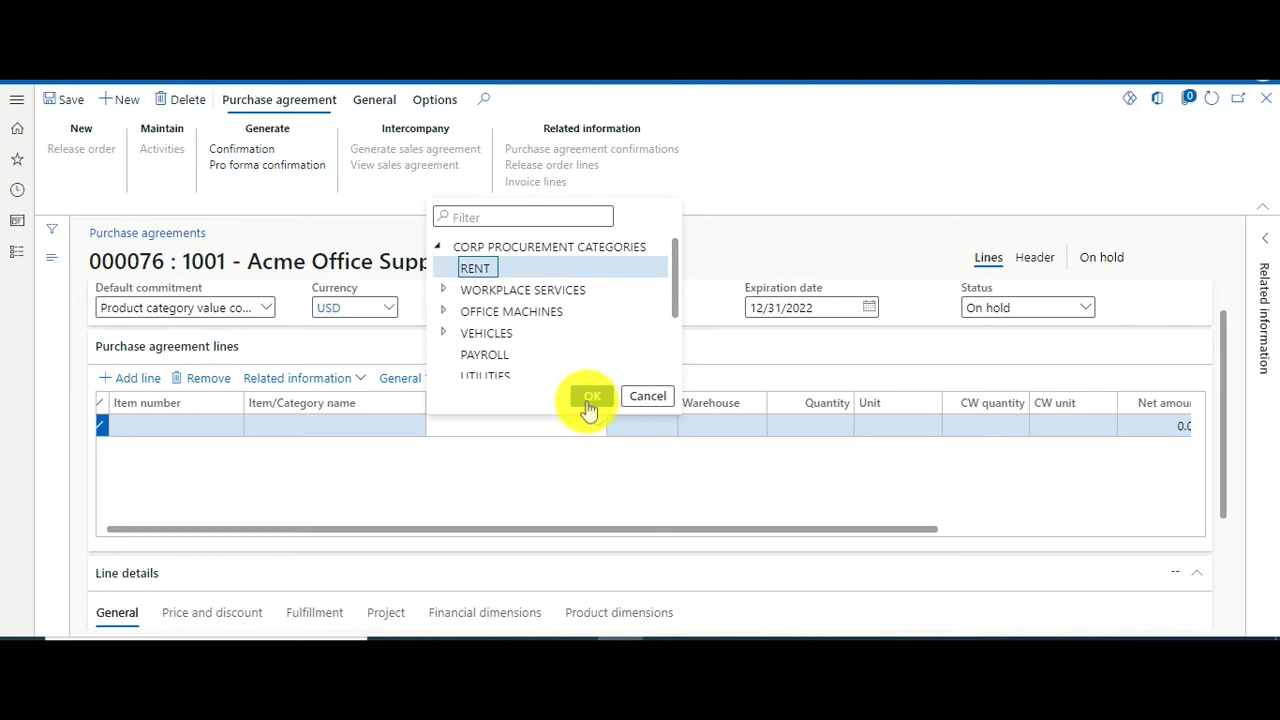 Save New Delete Purchase agreement General Options
0
New Maintain Generate Intercompany Related information
Release order Activities Confirmation Generate sales agreement Purchase agreement confirmations
Pro forma confirmation View sales agreement Release order lines
Invoice lines
Filter
Purchase agreements
CORP PROCUREMENT CATEGORIES
000076 : 1001 - Acme Office Supp
Lines Header On hold
RENT
WORKPLACE SERVICES
OFFICE MACHINES
VEHICLES
PAYROLL
UTILITIES
OK Cancel
Default commitment Currency Expiration date Status
Product category value co... USD 12/31/2022 On hold
Related information
Purchase agreement lines
Add line Remove Related information General
Item number Item/Category name Warehouse Quantity Unit CW quantity CW unit Net amoun
0.0
Line details --
General Price and discount Fulfillment Project Financial dimensions Product dimensions